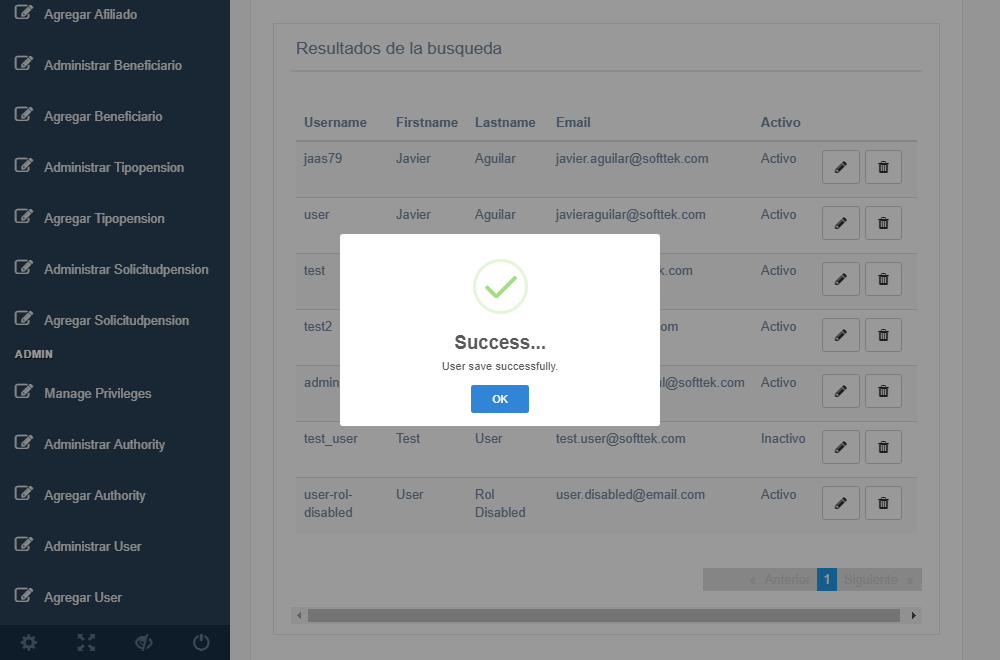 Agregar Afiliado
Administrar Beneficiario
Agregar Beneficiario
Administrar Tipopension
Agregar Tipopension
Administrar Solicitudpension
Agregar Solicitudpension
ADMIN
Manage Privileges
Administrar Authority
Agregar Authority
Administrar User
Agregar User
Resultados de la busqueda
Username Firstname Lastname Email Activo
jaas79 Javier Aguilar javier.aguilar@softtek.com Activo
user Javier Aguilar javieraguilar@softtek.com Activo
test k.com Activo
test2 om Activo
admin l@softtek.com Activo
test_user Test User test.user@softtek.com Inactivo
user-rol- User Rol user.disabled@email.com Activo
disabled Disabled
« Anterior 1 Siguiente »
Success...
User save successfully.
OK